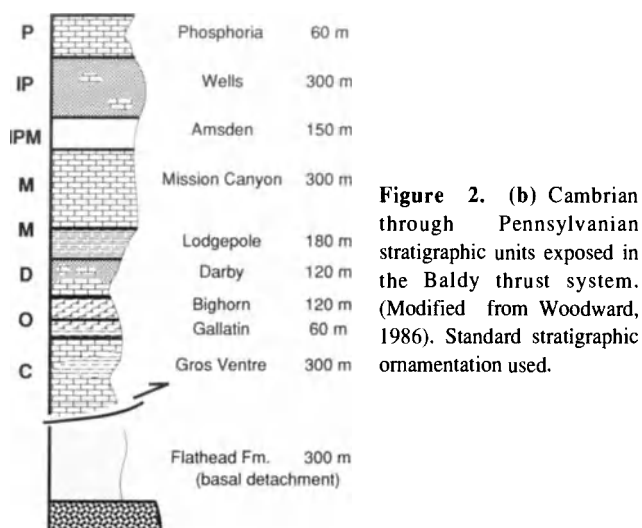 P Phosphoria 60 m
IP Wells 300 m
IPM Amsden 150 m
M Mission Canyon 300 m
M Lodgepole 180 m
D Darby 120 m
O Bighorn 120 m
Gallatin 60 m
C Gros Ventre 300 m
Flathead Fm. 300 m
(basal detachment)
Figure 2. (b) Cambrian
through Pennsylvanian
stratigraphic units exposed in
the Baldy thrust system.
(Modified from Woodward,
1986). Standard stratigraphic
ornamentation used.